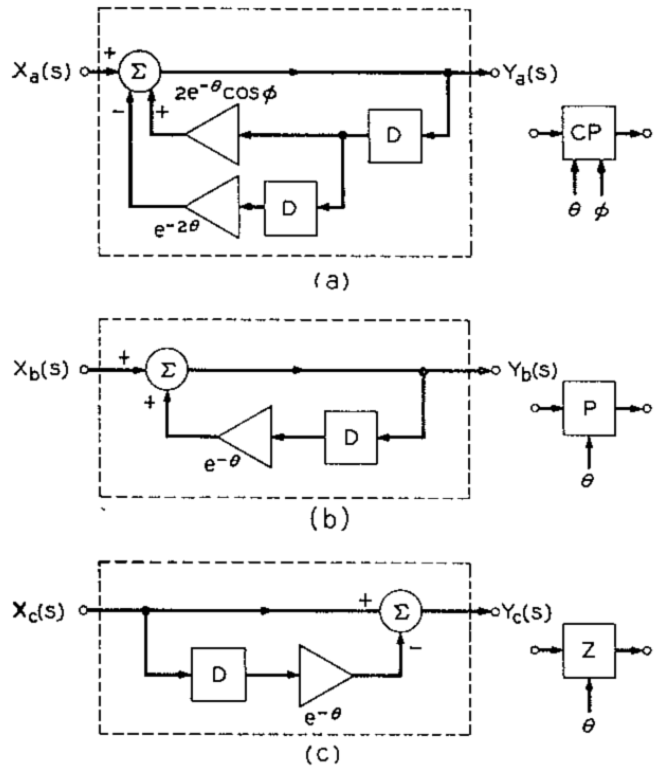 Xa(s)
+
Σ
Ya(s)
-
+
2e^-θ cosϕ
D
CP
D
e^-2θ
θ ϕ
(a)
Xb(s)
+
Σ
Yb(s)
+
D
P
e^-θ
θ
(b)
Xc(s)
+
Σ
Yc(s)
-
D
Z
e^-θ
θ
(c)